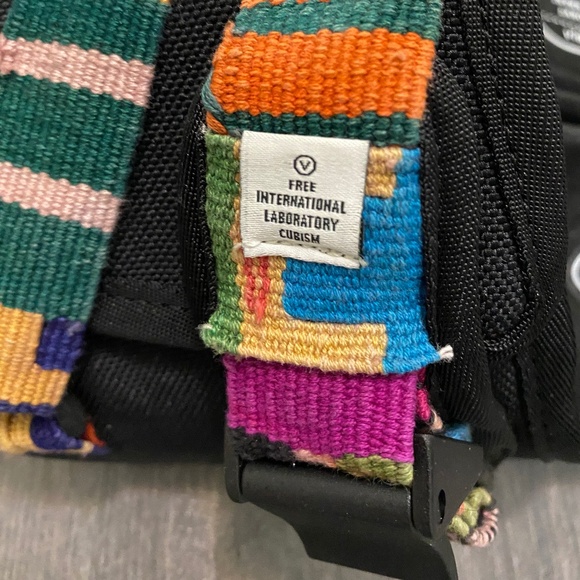 V
FREE
INTERNATIONAL
LABORATORY
CUBISM